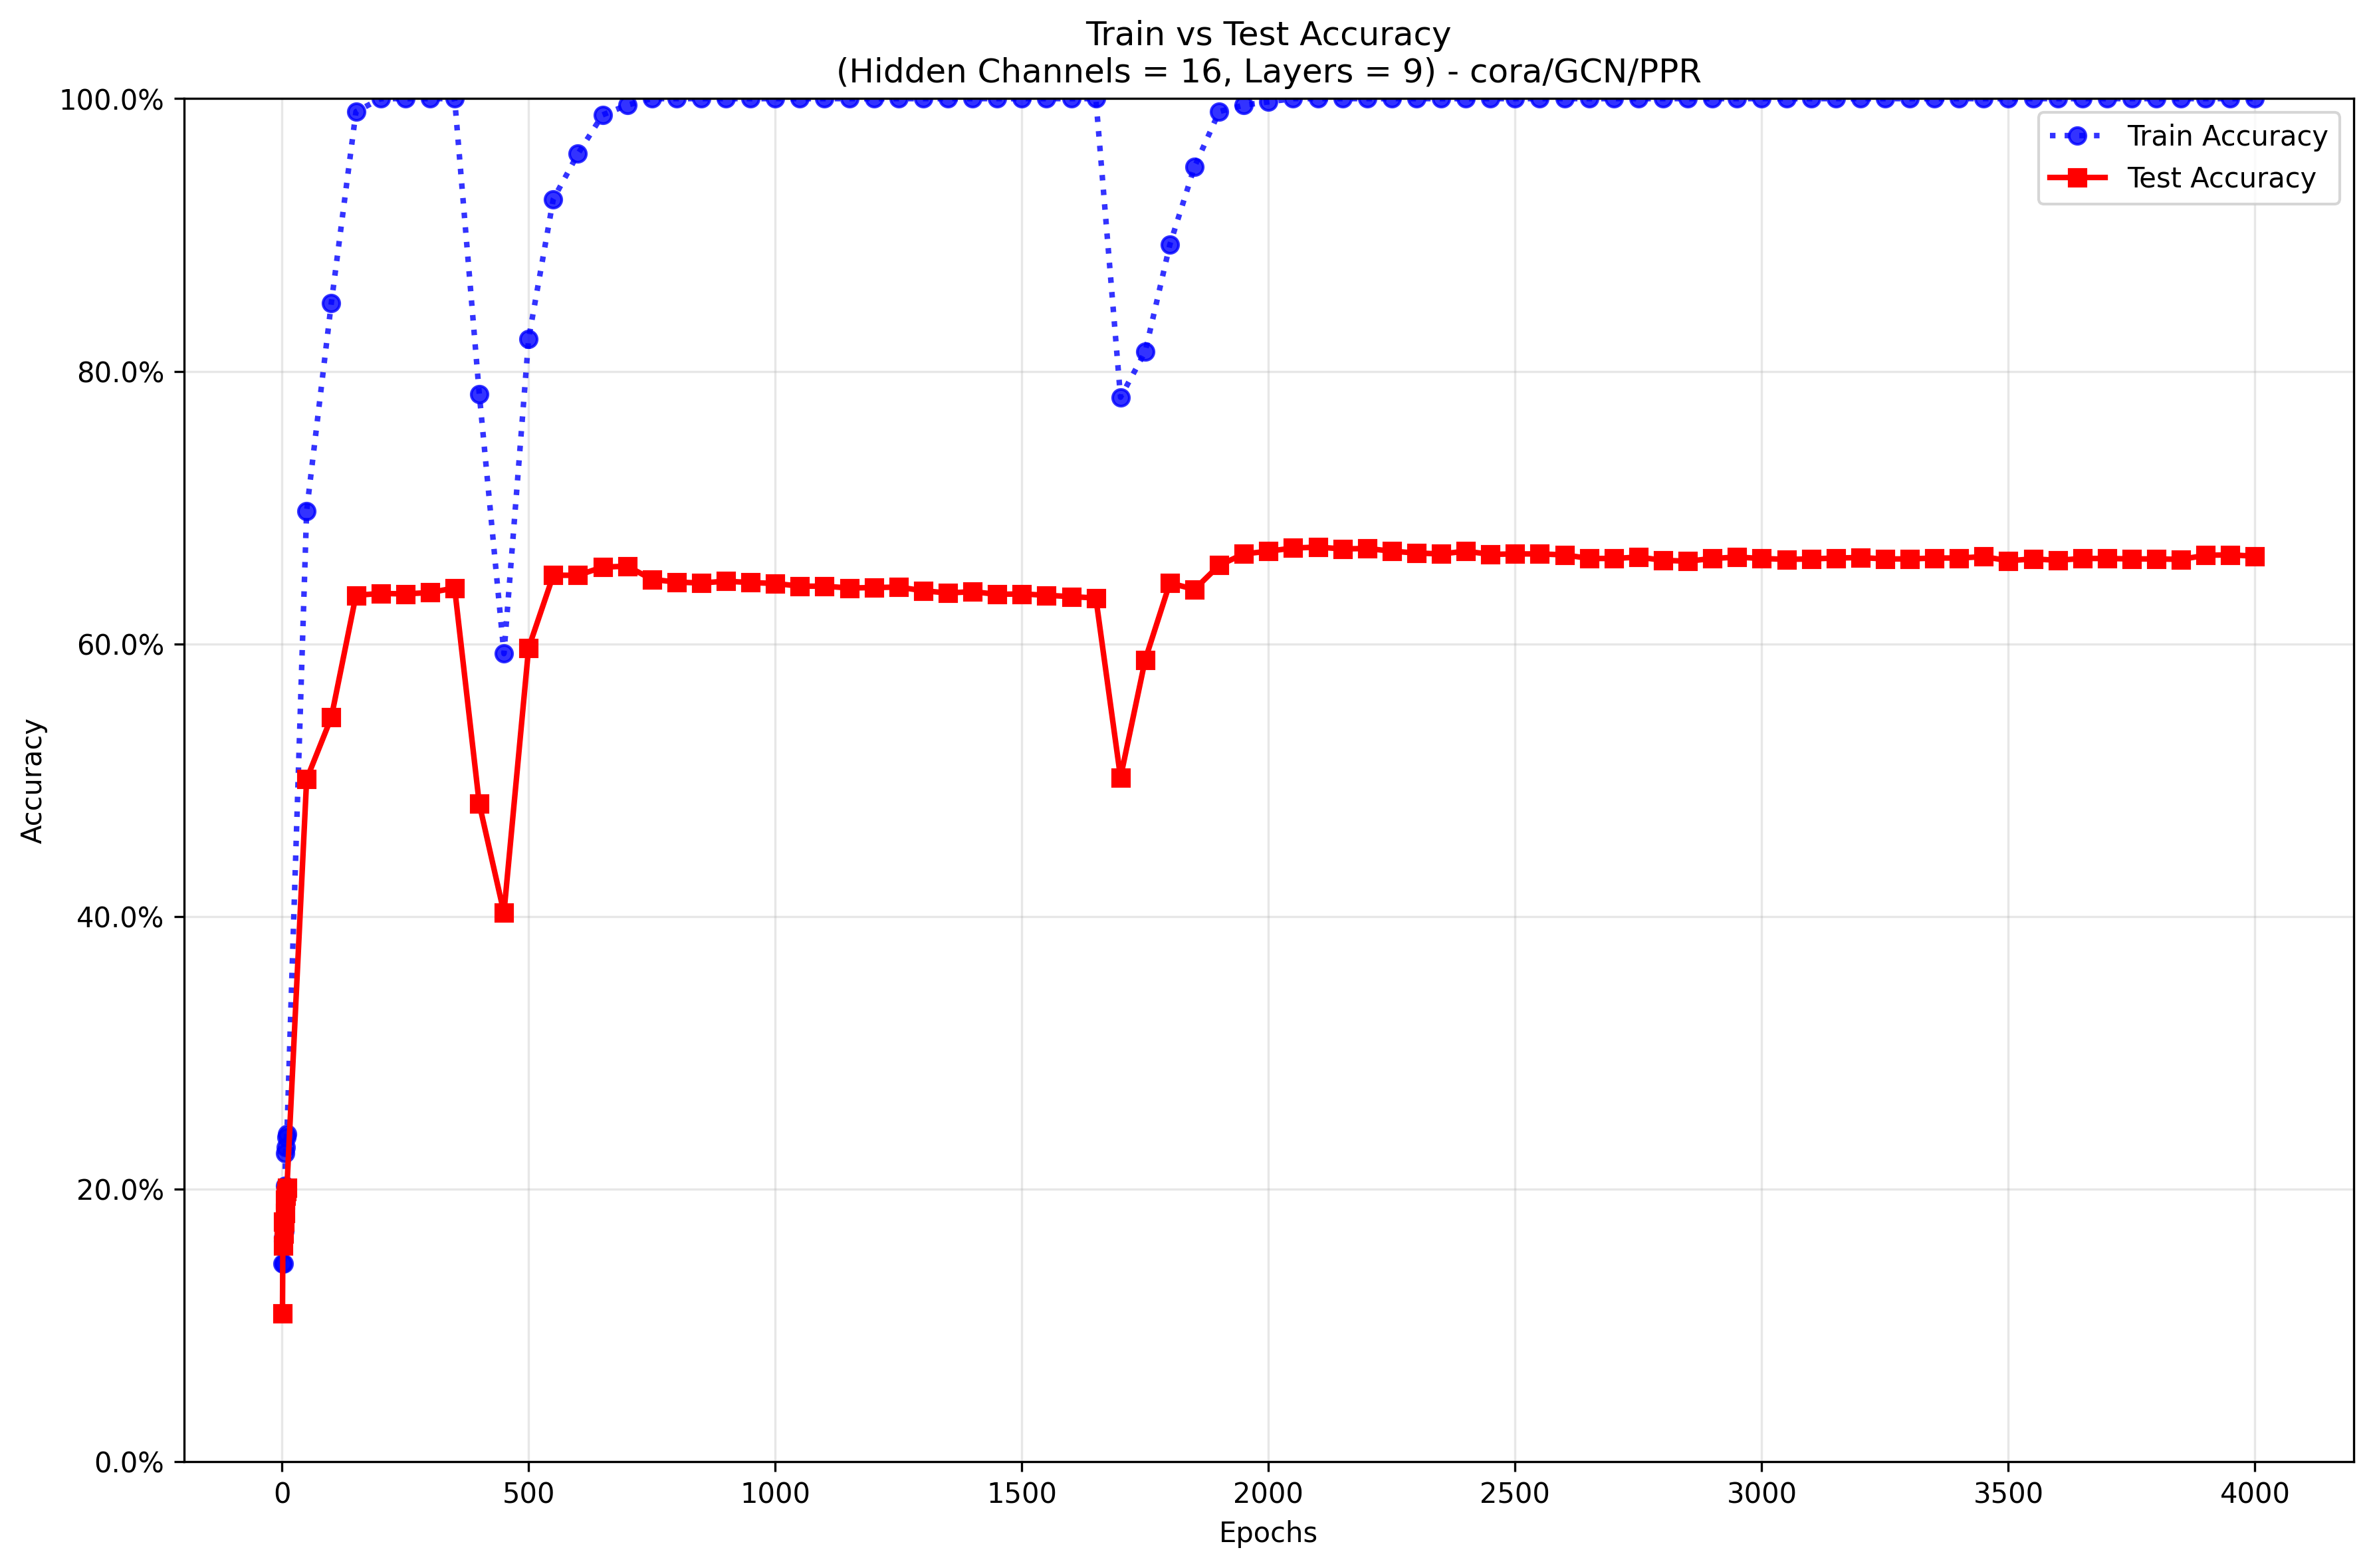 Train vs Test Accuracy
(Hidden Channels = 16, Layers = 9) - cora/GCN/PPR
100.0%
80.0%
60.0%
40.0%
20.0%
0.0%
Accuracy
Train Accuracy
Test Accuracy
0 500 1000 1500 2000 2500 3000 3500 4000
Epochs